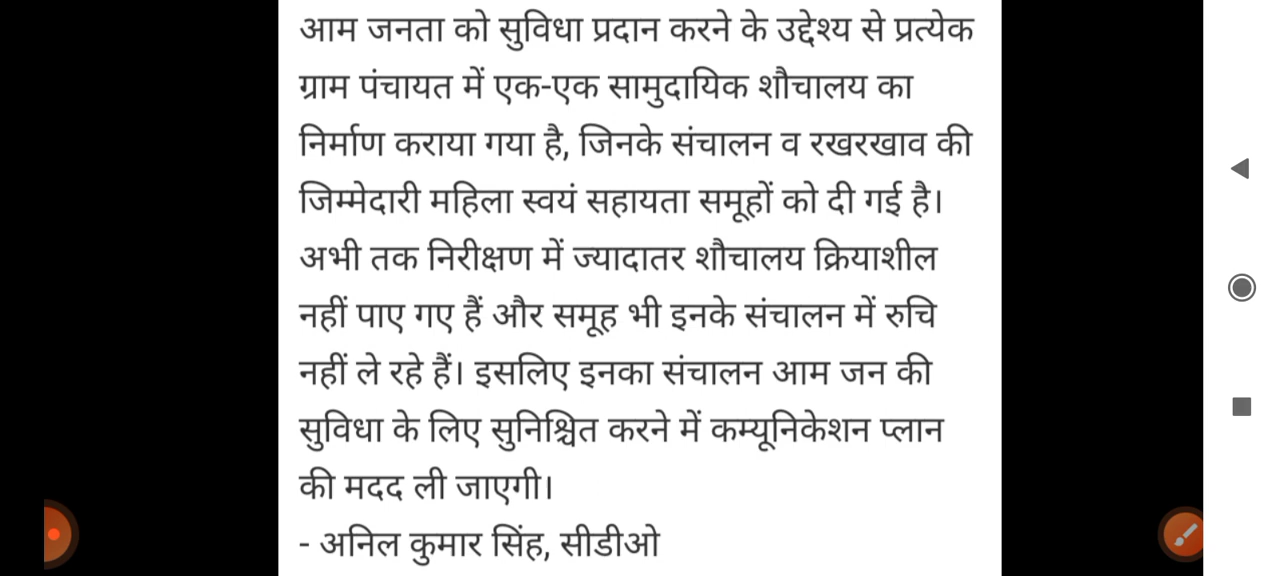 आम जनता को सुविधा प्रदान करने के उद्देश्य से प्रत्येक
ग्राम पंचायत में एक-एक सामुदायिक शौचालय का
निर्माण कराया गया है, जिनके संचालन व रखरखाव की
जिम्मेदारी महिला स्वयं सहायता समूहों को दी गई है।
अभी तक निरीक्षण में ज्यादातर शौचालय क्रियाशील
नहीं पाए गए हैं और समूह भी इनके संचालन में रुचि
नहीं ले रहे हैं। इसलिए इनका संचालन आम जन की
सुविधा के लिए सुनिश्चित करने में कम्यूनिकेशन प्लान
की मदद ली जाएगी।
- अनिल कुमार सिंह, सीडीओ